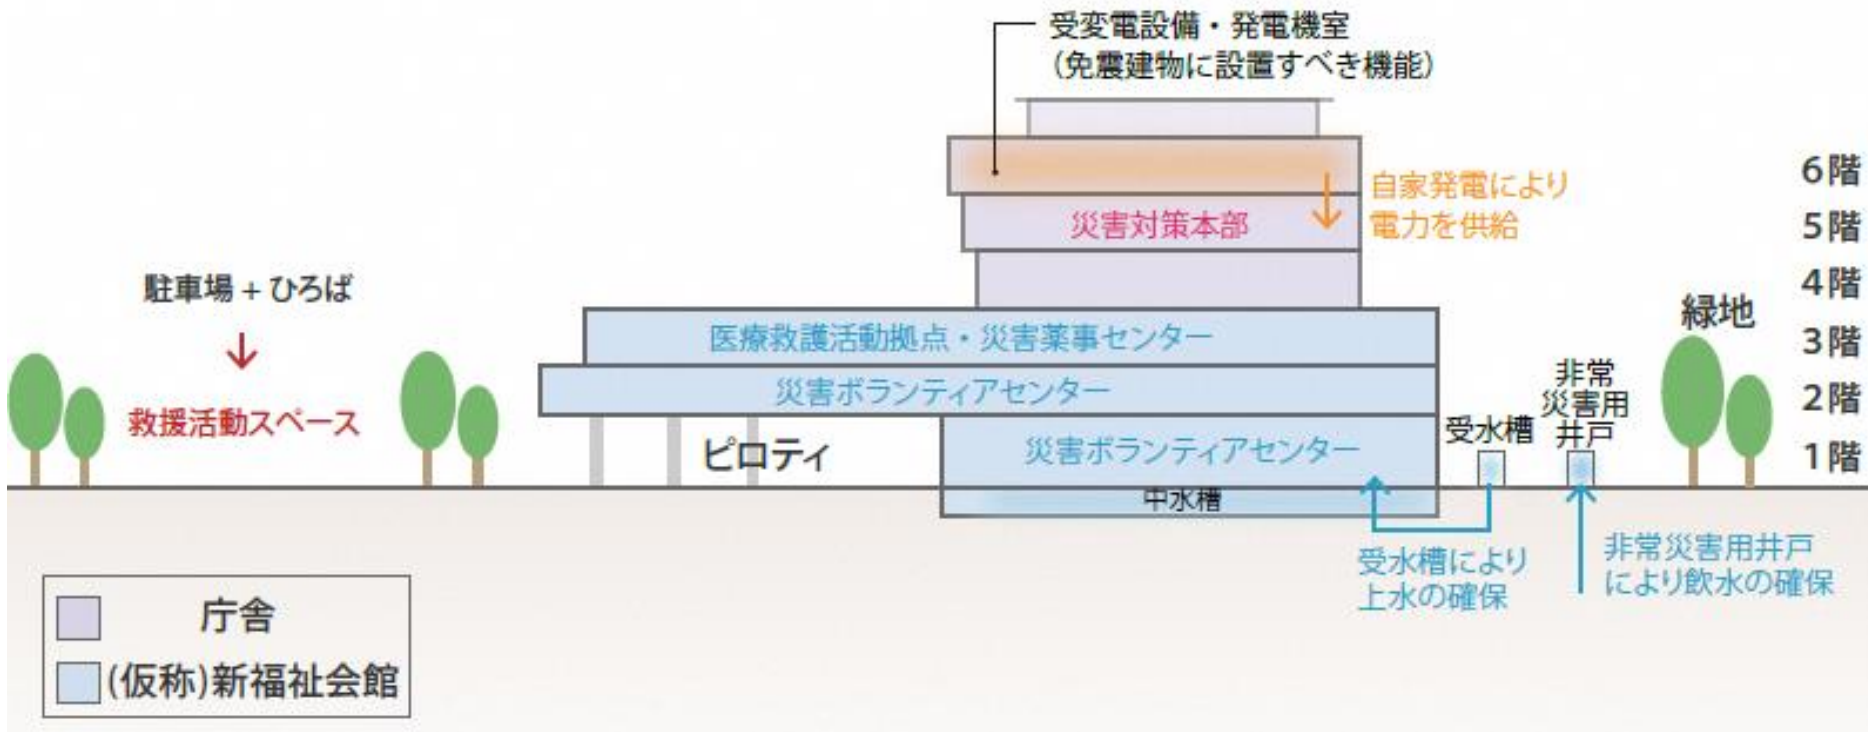 受変電設備・発電機室
（免震建物に設置すべき機能）
6階
自家発電により
電力を供給
災害対策本部
5階
4階
駐車場+ひろば
緑地
医療救護活動拠点・災害薬事センター
3階
非常
災害用
井戸
災害ボランティアセンター
2階
救援活動スペース
受水槽
ピロティ
災害ボランティアセンター
1階
中水槽
受水槽により
上水の確保
非常災害用井戸
により飲水の確保
庁舎
(仮称)新福祉会館